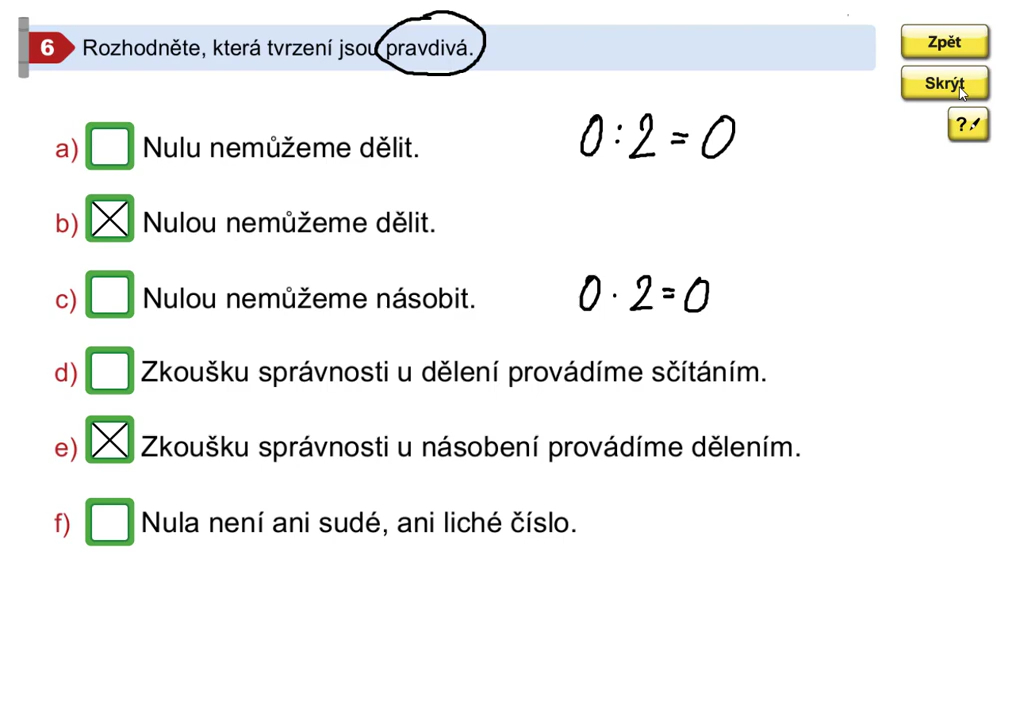 6 Rozhodněte, která tvrzení jsou pravdivá.
Zpět
Skrýt
?
a) Nulu nemůžeme dělit. 0 : 2 = 0
b) Nulou nemůžeme dělit.
c) Nulou nemůžeme násobit. 0 · 2 = 0
d) Zkoušku správnosti u dělení provádíme sčítáním.
e) Zkoušku správnosti u násobení provádíme dělením.
f) Nula není ani sudé, ani liché číslo.